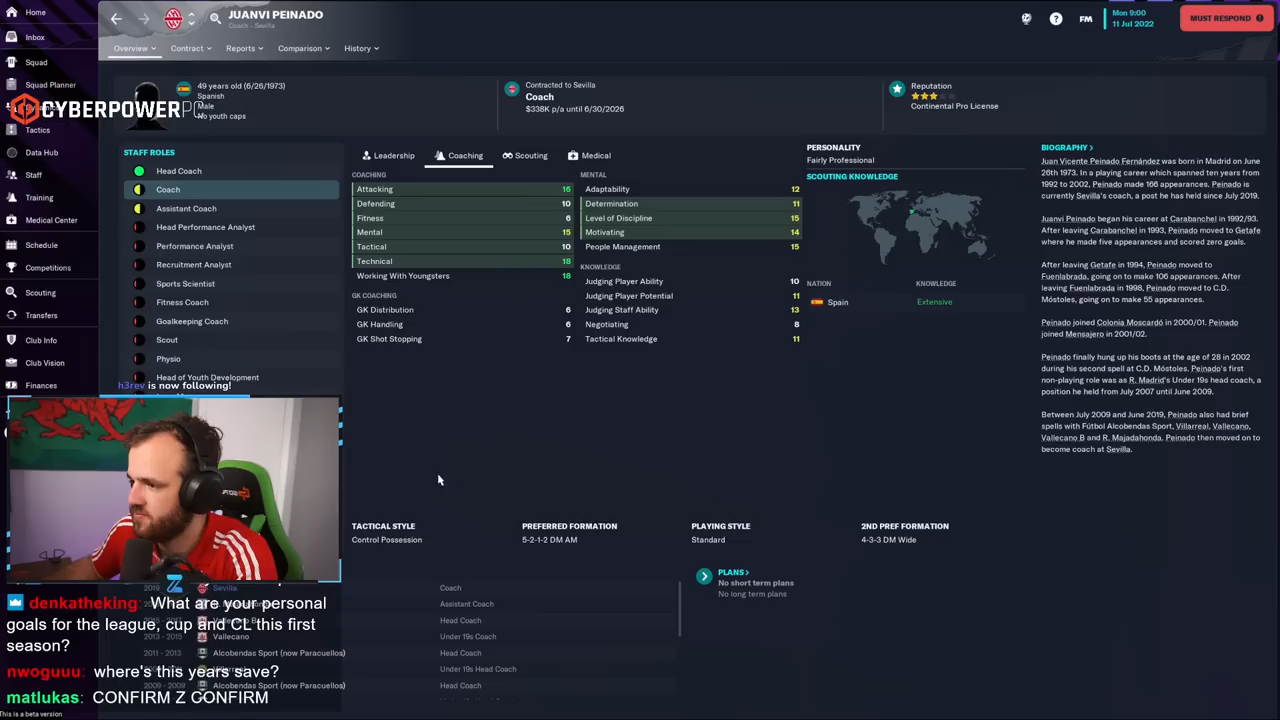 Home
Inbox
Squad
Squad Planner
Tactics
Data Hub
Staff
Training
Medical Center
Schedule
Competitions
Scouting
Transfers
Club Info
Club Vision
Finances
JUANVI PEINADO
Coach - Sevilla
FM
Mon 9:00
11 Jul 2022
MUST RESPOND
Overview
Contract
Reports
Comparison
History
49 years old (6/26/1973)
Spanish
Male
No youth caps
CYBERPOWERPC
Contracted to Sevilla
Coach
$338K p/a until 6/30/2026
Reputation
Continental Pro License
STAFF ROLES
Head Coach
Coach
Assistant Coach
Head Performance Analyst
Performance Analyst
Recruitment Analyst
Sports Scientist
Fitness Coach
Goalkeeping Coach
Scout
Physio
Head of Youth Development
h3rev is now following!
Leadership
Coaching
Scouting
Medical
COACHING
Attacking 16
Defending 10
Fitness 6
Mental 15
Tactical 10
Technical 18
Working With Youngsters 18
GK COACHING
GK Distribution 6
GK Handling 6
GK Shot Stopping 7
MENTAL
Adaptability 12
Determination 11
Level of Discipline 15
Motivating 14
People Management 15
KNOWLEDGE
Judging Player Ability 10
Judging Player Potential 11
Judging Staff Ability 13
Negotiating 8
Tactical Knowledge 11
PERSONALITY
Fairly Professional
SCOUTING KNOWLEDGE
NATION KNOWLEDGE
Spain Extensive
BIOGRAPHY >
Juan Vicente Peinado Fernández was born in Madrid on June
26th 1973. In a playing career which spanned ten years from
1992 to 2002, Peinado made 166 appearances. Peinado is
currently Sevilla's coach, a post he has held since July 2019.
Juanvi Peinado began his career at Carabanchel in 1992/93.
After leaving Carabanchel in 1993, Peinado moved to Getafe
where he made five appearances and scored zero goals.
After leaving Getafe in 1994, Peinado moved to
Fuenlabrada, going on to make 106 appearances. After
leaving Fuenlabrada in 1998, Peinado moved to C.D.
Móstoles, going on to make 55 appearances.
Peinado joined Colonia Moscardó in 2000/01. Peinado
joined Mensajero in 2001/02.
Peinado finally hung up his boots at the age of 28 in 2002
during his second spell at C.D. Móstoles. Peinado's first
non-playing role was as R. Madrid's Under 19s head coach, a
position he held from July 2007 until June 2009.
Between July 2009 and June 2019, Peinado also had brief
spells with Fútbol Alcobendas Sport, Villarreal, Vallecano,
Vallecano B and R. Majadahonda. Peinado then moved on to
become coach at Sevilla.
TACTICAL STYLE
Control Possession
PREFERRED FORMATION
5-2-1-2 DM AM
PLAYING STYLE
Standard
2ND PREF FORMATION
4-3-3 DM Wide
PLANS >
No short term plans
No long term plans
Sevilla Coach
Assistant Coach
Head Coach
2013 - 2015 Vallecano Under 19s Coach
2011 - 2013 Alcobendas Sport (now Paracuellos) Head Coach
Under 19s Head Coach
2009 - 2009 Alcobendas Sport (now Paracuellos) Head Coach
denkatheking: What are your personal
goals for the league, cup and CL this first
season?
nwoguuu: where's this years save?
matlukas: CONFIRM Z GONFIRM
This is a beta version